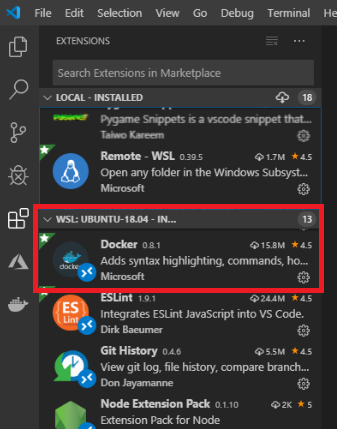 File Edit Selection View Go Debug Terminal He
EXTENSIONS
Search Extensions in Marketplace
LOCAL - INSTALLED 18
Pygame Snippets is a vscode snippet that...
Taiwo Kareem
Remote - WSL 0.39.5 1.7M 4.5
Open any folder in the Windows Subsyst...
Microsoft
WSL: UBUNTU-18.04 - IN... 13
Docker 0.8.1 15.8M 4.5
docker
Adds syntax highlighting, commands, ho...
Microsoft
ESLint 1.9.1 24.4M 4.5
ES
Lint
Integrates ESLint JavaScript into VS Code.
Dirk Baeumer
Git History 0.4.6 5.5M 4.5
View git log, file history, compare branch...
Don Jayamanne
Node Extension Pack 0.1.10 2K 5
Extension Pack for Node